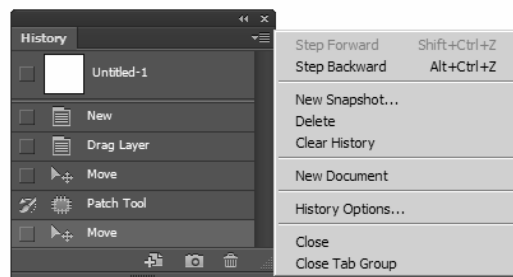 History
Untitled-1
New
Drag Layer
Move
Patch Tool
Move
Step Forward Shift+Ctrl+Z
Step Backward Alt+Ctrl+Z
New Snapshot...
Delete
Clear History
New Document
History Options...
Close
Close Tab Group